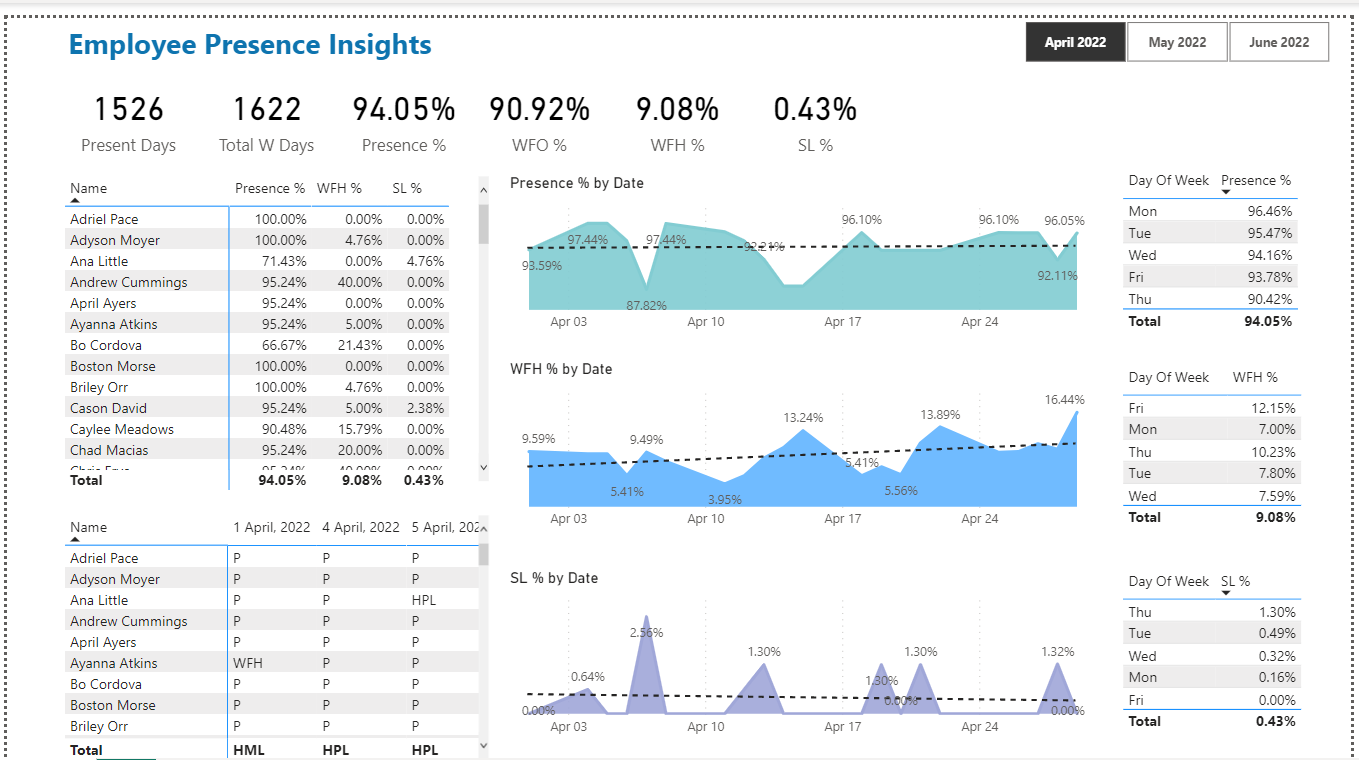 Employee Presence Insights
April 2022 May 2022 June 2022
1526 1622 94.05% 90.92% 9.08% 0.43%
Present Days Total W Days Presence % WFO % WFH % SL %
Name Presence % WFH % SL %
Adriel Pace 100.00% 0.00% 0.00%
Adyson Moyer 100.00% 4.76% 0.00%
Ana Little 71.43% 0.00% 4.76%
Andrew Cummings 95.24% 40.00% 0.00%
April Ayers 95.24% 0.00% 0.00%
Ayanna Atkins 95.24% 5.00% 0.00%
Bo Cordova 66.67% 21.43% 0.00%
Boston Morse 100.00% 0.00% 0.00%
Briley Orr 100.00% 4.76% 0.00%
Cason David 95.24% 5.00% 2.38%
Caylee Meadows 90.48% 15.79% 0.00%
Chad Macias 95.24% 20.00% 0.00%
Total 94.05% 9.08% 0.43%
Presence % by Date
96.10% 96.10% 96.05%
97.44% 97.44% 92.21%
93.59% 92.11%
87.82%
Apr 03 Apr 10 Apr 17 Apr 24
Day Of Week Presence %
Mon 96.46%
Tue 95.47%
Wed 94.16%
Fri 93.78%
Thu 90.42%
Total 94.05%
WFH % by Date
16.44%
13.24% 13.89%
9.59% 9.49%
5.41%
5.41% 3.95% 5.56%
Apr 03 Apr 10 Apr 17 Apr 24
Day Of Week WFH %
Fri 12.15%
Mon 7.00%
Thu 10.23%
Tue 7.80%
Wed 7.59%
Total 9.08%
Name 1 April, 2022 4 April, 2022 5 April, 202
Adriel Pace P P P
Adyson Moyer P P P
Ana Little P P HPL
Andrew Cummings P P P
April Ayers P P P
Ayanna Atkins WFH P P
Bo Cordova P P P
Boston Morse P P P
Briley Orr P P P
Total HML HPL HPL
SL % by Date
2.56%
1.30% 1.30% 1.32%
0.64% 1.30%
0.00% 0.00% 0.00%
Apr 03 Apr 10 Apr 17 Apr 24
Day Of Week SL %
Thu 1.30%
Tue 0.49%
Wed 0.32%
Mon 0.16%
Fri 0.00%
Total 0.43%